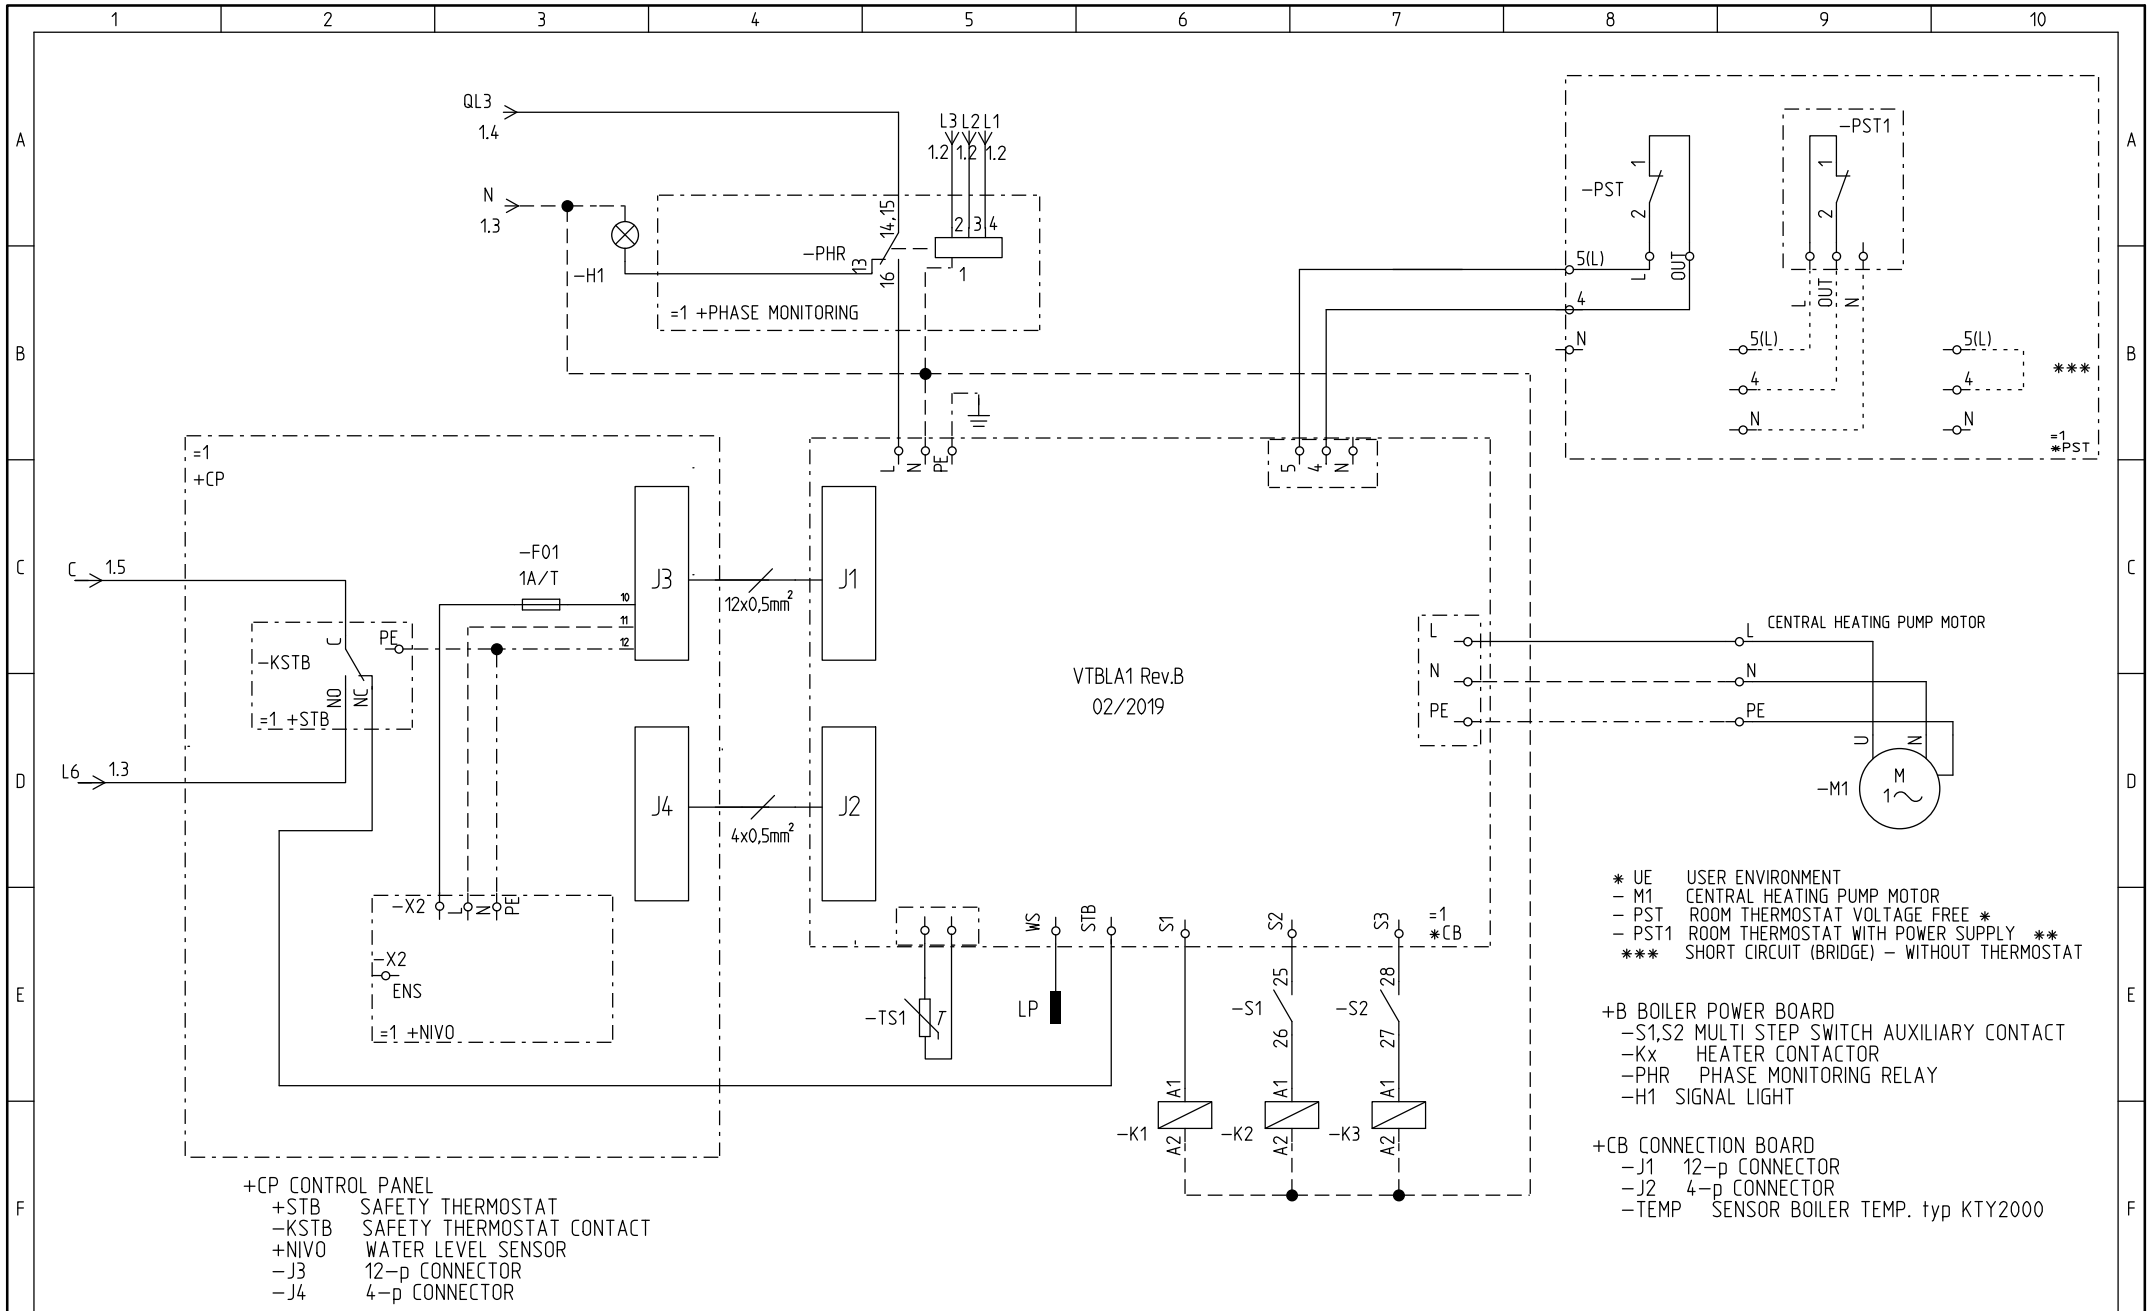 1 2 3 4 5 6 7 8 9 10
A A
B B
C C
D D
E E
F F
QL3
1.4
N
1.3
-H1
L3 L2 L1
1.2 1.2 1.2
14,15
2 3 4
-PHR
13
16
1
=1 +PHASE MONITORING
-PST
1
2
L
OUT
-PST1
1
2
L
OUT
N
5(L)
4
N
5(L)
4
N
5(L)
4
N
***
=1
*PST
=1
+CP
C 1.5
L6 1.3
-KSTB
C
PE
NO
NC
=1 +STB
-F01
1A/T
10
11
12
J3
J4
12x0,5mm²
4x0,5mm²
J1
J2
L
N
PE
5
4
N
VTBLA1 Rev.B
02/2019
L
N
PE
L
N
PE
CENTRAL HEATING PUMP MOTOR
U
N
M
1~
-M1
-X2
L
N
PE
-X2
ENS
=1 +NIVO
-TS1
T
WS
LP
STB
S1
S2
S3
=1
*CB
25
-S1
26
28
-S2
27
A1
A1
A1
-K1
-K2
-K3
A2
A2
A2
* UE USER ENVIRONMENT
- M1 CENTRAL HEATING PUMP MOTOR
- PST ROOM THERMOSTAT VOLTAGE FREE *
- PST1 ROOM THERMOSTAT WITH POWER SUPPLY **
*** SHORT CIRCUIT (BRIDGE) - WITHOUT THERMOSTAT
+B BOILER POWER BOARD
-S1,S2 MULTI STEP SWITCH AUXILIARY CONTACT
-Kx HEATER CONTACTOR
-PHR PHASE MONITORING RELAY
-H1 SIGNAL LIGHT
+CB CONNECTION BOARD
-J1 12-p CONNECTOR
-J2 4-p CONNECTOR
-TEMP SENSOR BOILER TEMP. typ KTY2000
+CP CONTROL PANEL
+STB SAFETY THERMOSTAT
-KSTB SAFETY THERMOSTAT CONTACT
+NIVO WATER LEVEL SENSOR
-J3 12-p CONNECTOR
-J4 4-p CONNECTOR